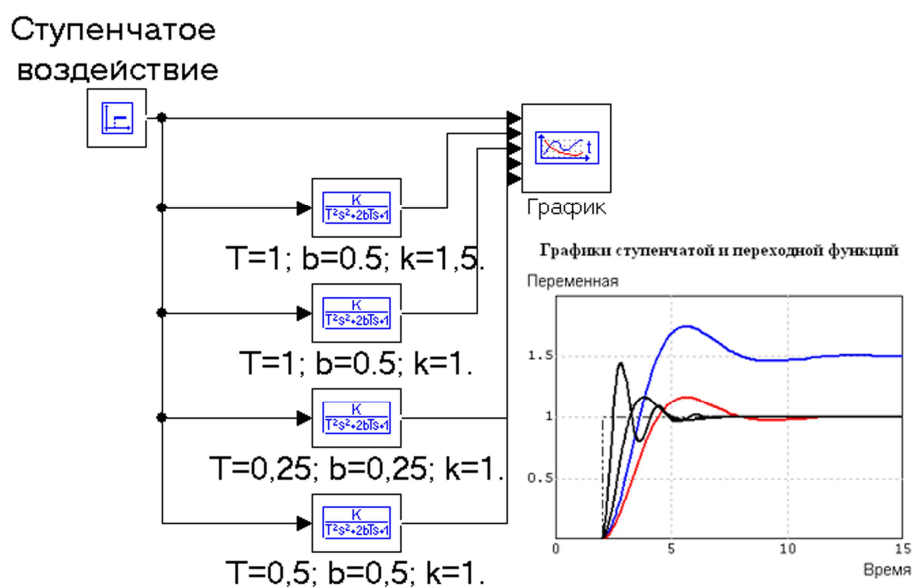 Ступенчатое
воздействие
t
График
K
T²s²+2bTs+1
T=1; b=0.5; k=1,5.
K
T²s²+2bTs+1
T=1; b=0.5; k=1.
K
T²s²+2bTs+1
T=0,25; b=0,25; k=1.
K
T²s²+2bTs+1
T=0,5; b=0,5; k=1.
Графики ступенчатой и переходной функций
Переменная
1.5
1
0.5
0 5 10 15
Время